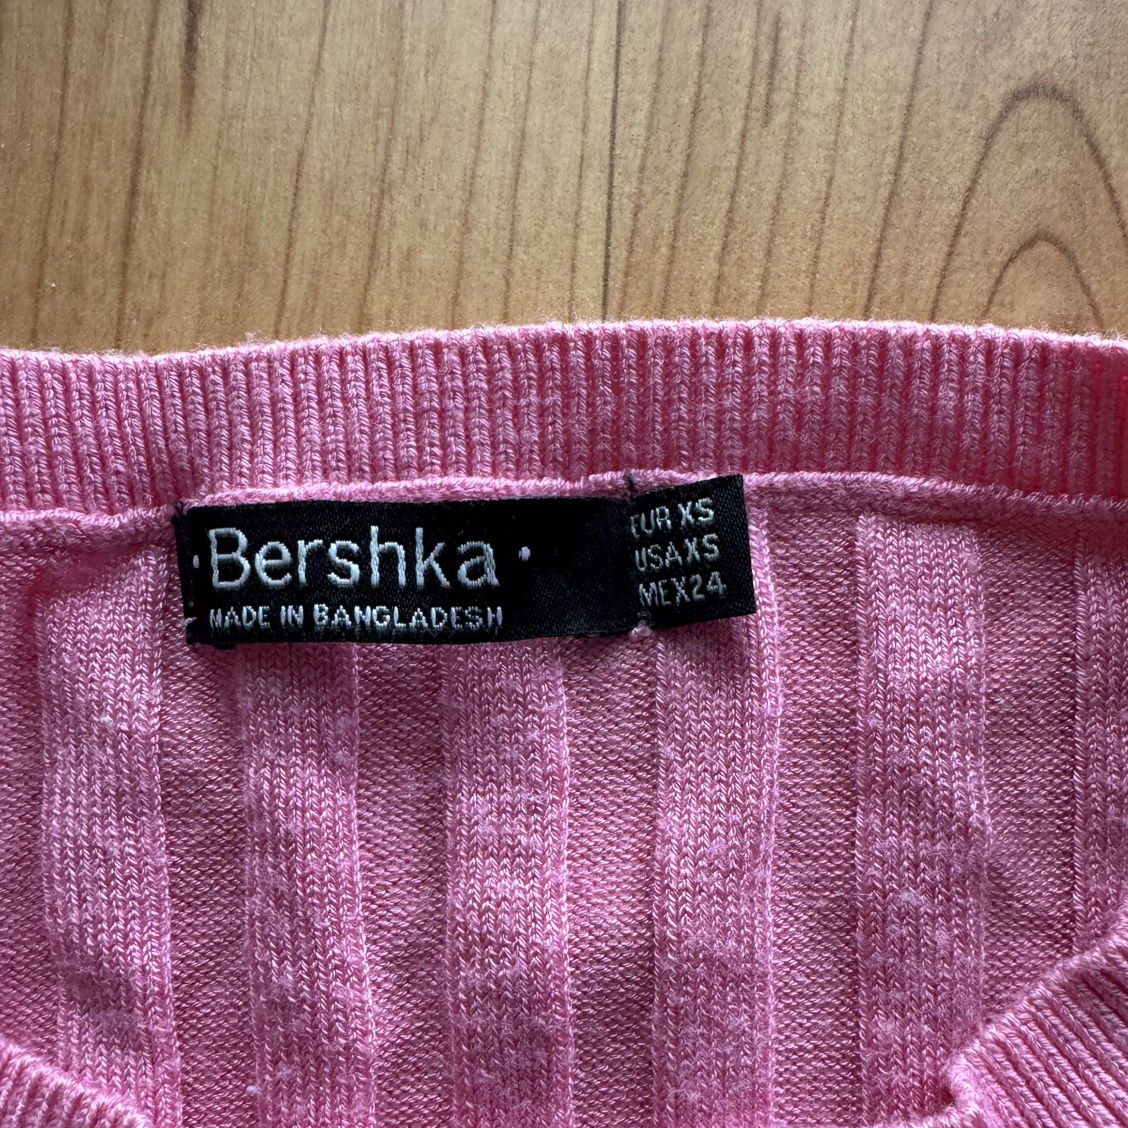 Bershka
MADE IN BANGLADESH
EUR XS
USA XS
MEX 24